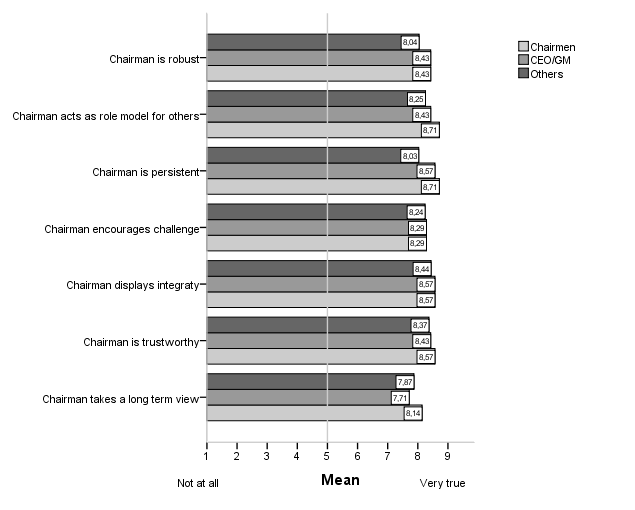 Chairmen
CEO/GM
Others
Chairman is robust
8,04
8,43
8,43
Chairman acts as role model for others
8,25
8,43
8,71
Chairman is persistent
8,03
8,57
8,71
Chairman encourages challenge
8,24
8,29
8,29
Chairman displays integraty
8,44
8,57
8,57
Chairman is trustworthy
8,37
8,43
8,57
Chairman takes a long term view
7,87
7,71
8,14
1 2 3 4 5 6 7 8 9
Not at all Mean Very true